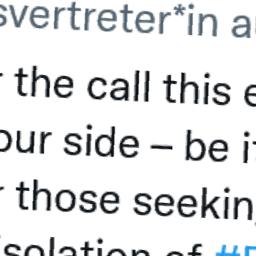 svertreter*in
the call this
our side – be
those seeking
isolation of